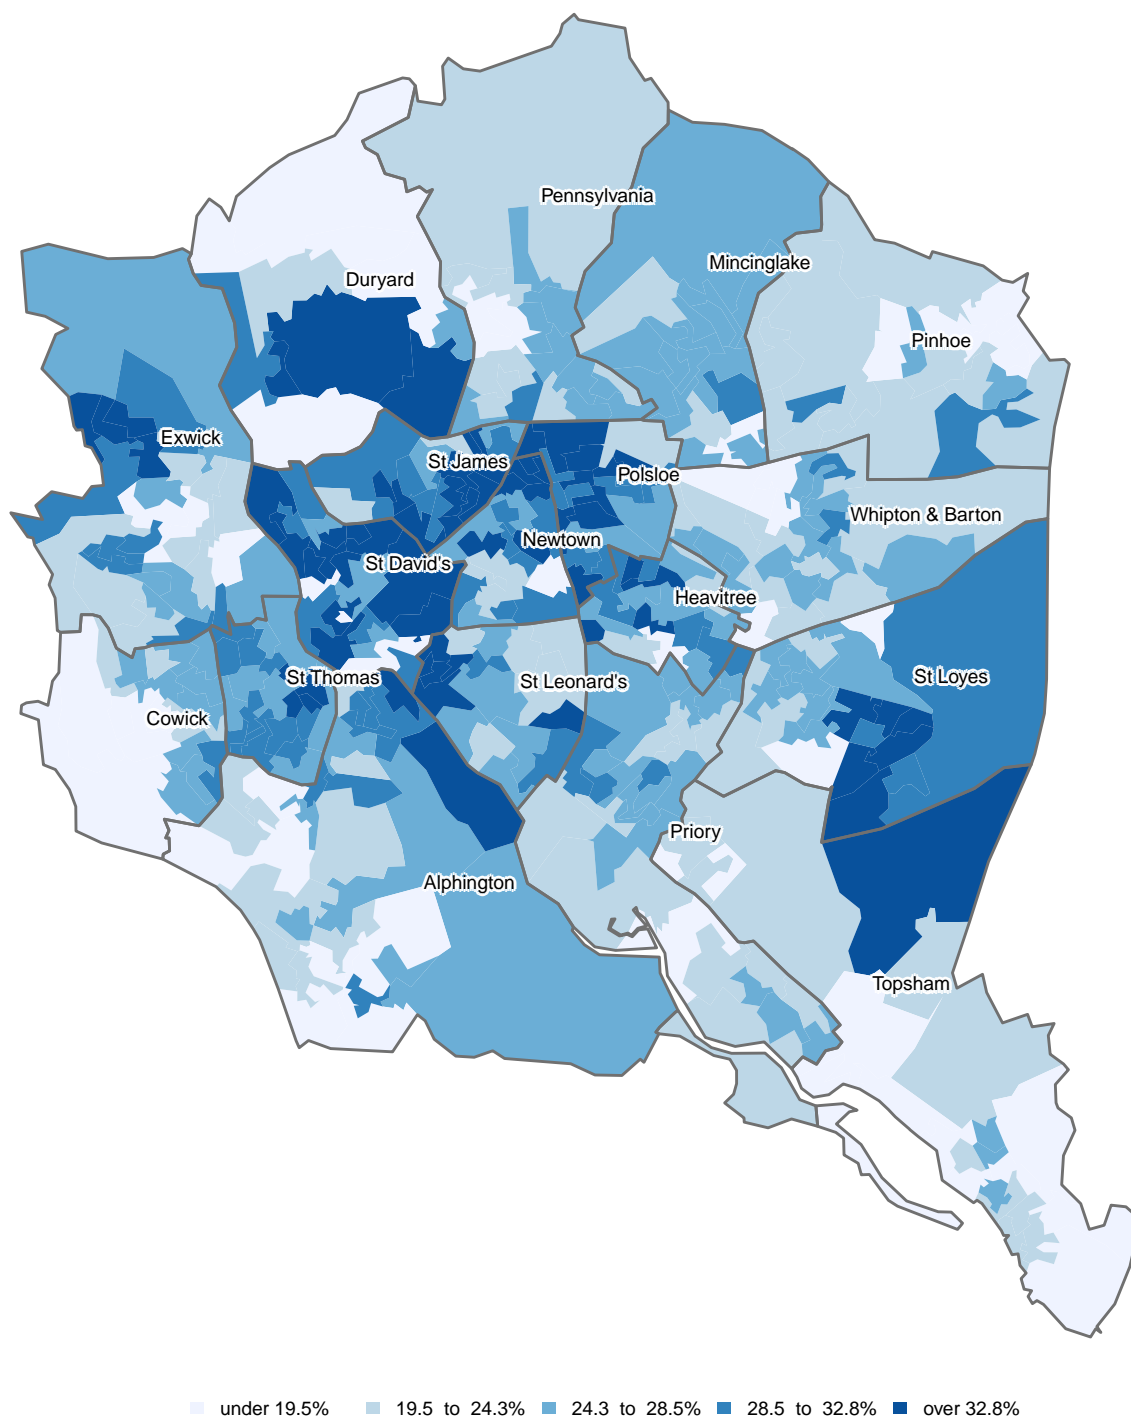 Pennsylvania
Mincinglake
Duryard
Pinhoe
Exwick
St James
Polsloe
Whipton & Barton
Newtown
St David's
Heavitree
St Thomas
St Leonard's
St Loyes
Cowick
Priory
Alphington
Topsham
under 19.5% 19.5 to 24.3% 24.3 to 28.5% 28.5 to 32.8% over 32.8%